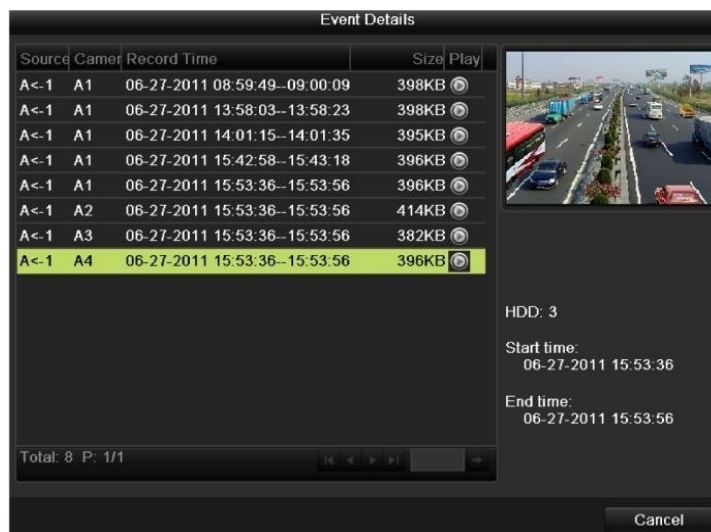 Event Details
Source Camer Record Time Size Play
A<-1 A1 06-27-2011 08:59:49--09:00:09 398KB
A<-1 A1 06-27-2011 13:58:03--13:58:23 398KB
A<-1 A1 06-27-2011 14:01:15--14:01:35 395KB
A<-1 A1 06-27-2011 15:42:58--15:43:18 396KB
A<-1 A1 06-27-2011 15:53:36--15:53:56 396KB
A<-1 A2 06-27-2011 15:53:36--15:53:56 414KB
A<-1 A3 06-27-2011 15:53:36--15:53:56 382KB
A<-1 A4 06-27-2011 15:53:36--15:53:56 396KB
Total: 8 P: 1/1
HDD: 3
Start time:
06-27-2011 15:53:36
End time:
06-27-2011 15:53:56
Cancel